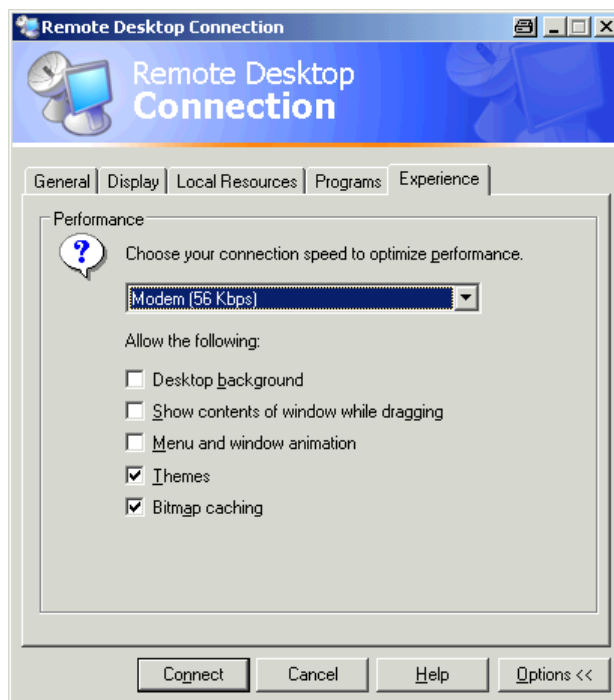 Remote Desktop Connection
Remote Desktop
Connection
General Display Local Resources Programs Experience
Performance
?
Choose your connection speed to optimize performance.
Modem (56 Kbps)
Allow the following:
Desktop background
Show contents of window while dragging
Menu and window animation
Themes
Bitmap caching
Connect Cancel Help Options <<